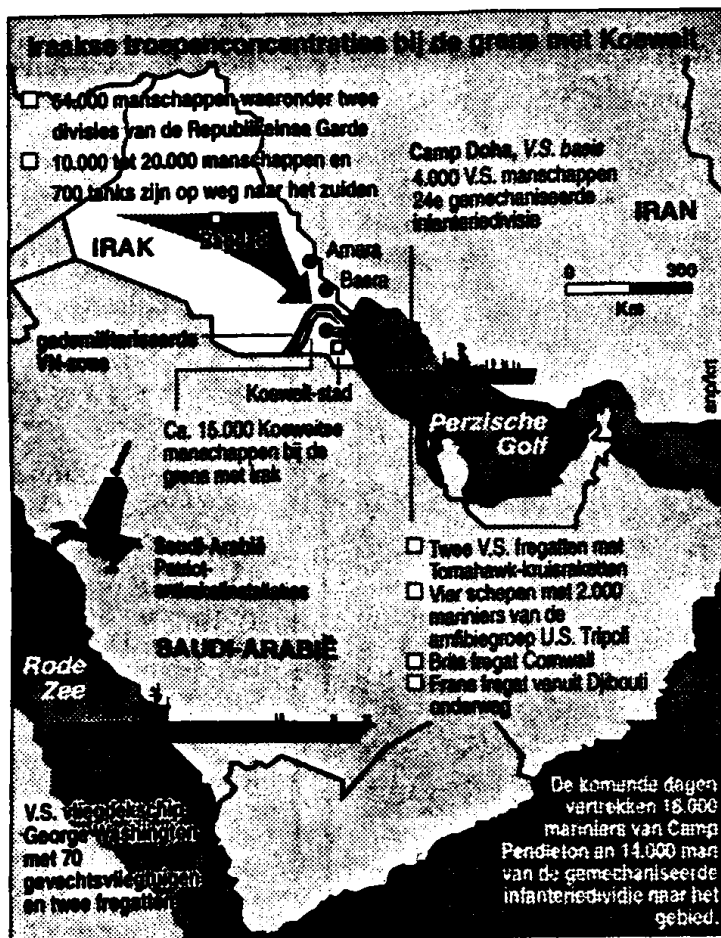 Iraakse troepenconcentraties bij de grens met Koeweit
64.000 manschappen waaronder twee
divisies van de Republikeinse Garde
10.000 tot 20.000 manschappen en
700 tanks zijn op weg naar het zuiden
Camp Doha, V.S. basis
4.000 V.S. manschappen
24e gemechaniseerde
infanteriedivisie
IRAN
IRAK
Bagdad
Amara
Basra
0 300
Km
gedemilitariseerde
VN-zone
Koeweit-stad
anp/knt
Ca. 15.000 Koeweitse
manschappen bij de
grens met Irak
Perzische
Golf
Saudi-Arabië
Patriot-
Twee V.S. fregatten met
Tomahawk-kruisraketten
Vier schepen met 2.000
mariniers van de
amfibiegroep U.S. Tripoli
Brits fregat Cornwall
Frans fregat vanuit Djibouti
onderweg
SAUDI-ARABIË
Rode
Zee
V.S. vliegdekschip
George Washington
met 70
gevechtsvliegtuigen
en twee fregatten
De komende dagen
vertrekken 18.000
mariniers van Camp
Pendleton en 14.000 man
van de gemechaniseerde
infanteriedividie naar het
gebied.